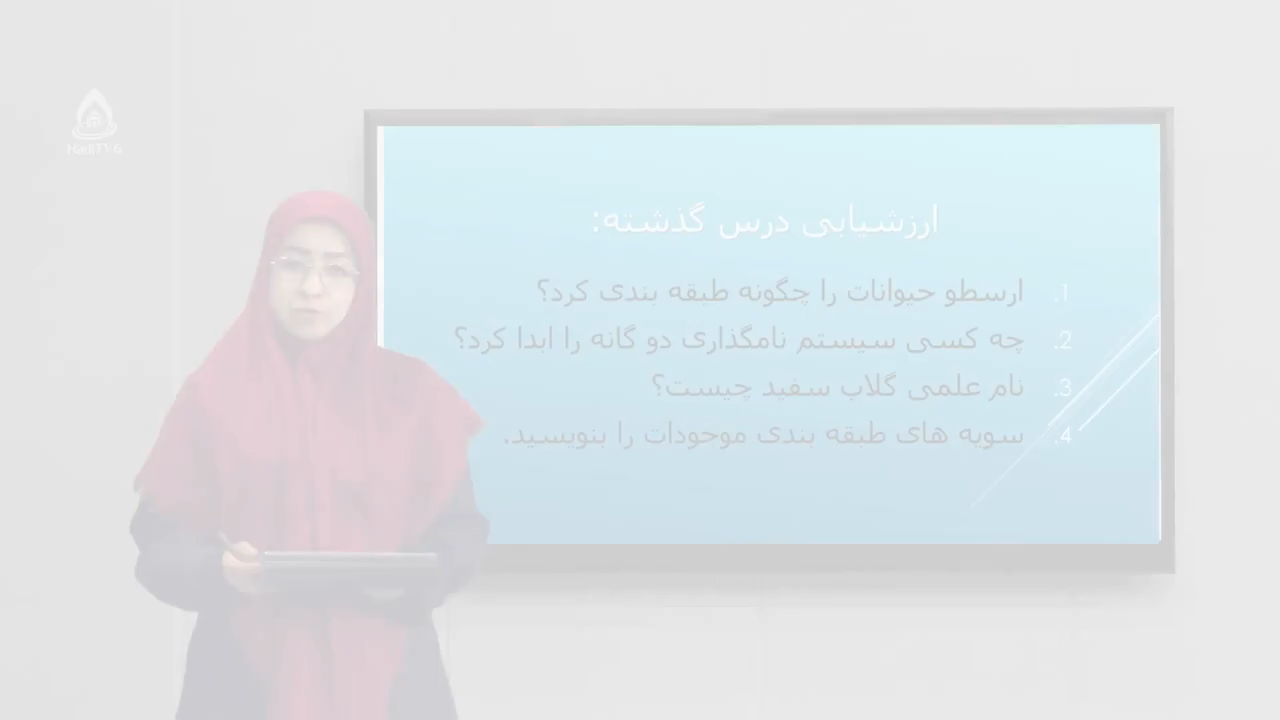 HadiTV6
ارزشیابی درس گذشته:
1. ارسطو حیوانات را چگونه طبقه بندی کرد؟
2. چه کسی سیستم نامگذاری دو گانه را ابدا کرد؟
3. نام علمی گلاب سفید چیست؟
4. سویه های طبقه بندی موجودات را بنویسید.